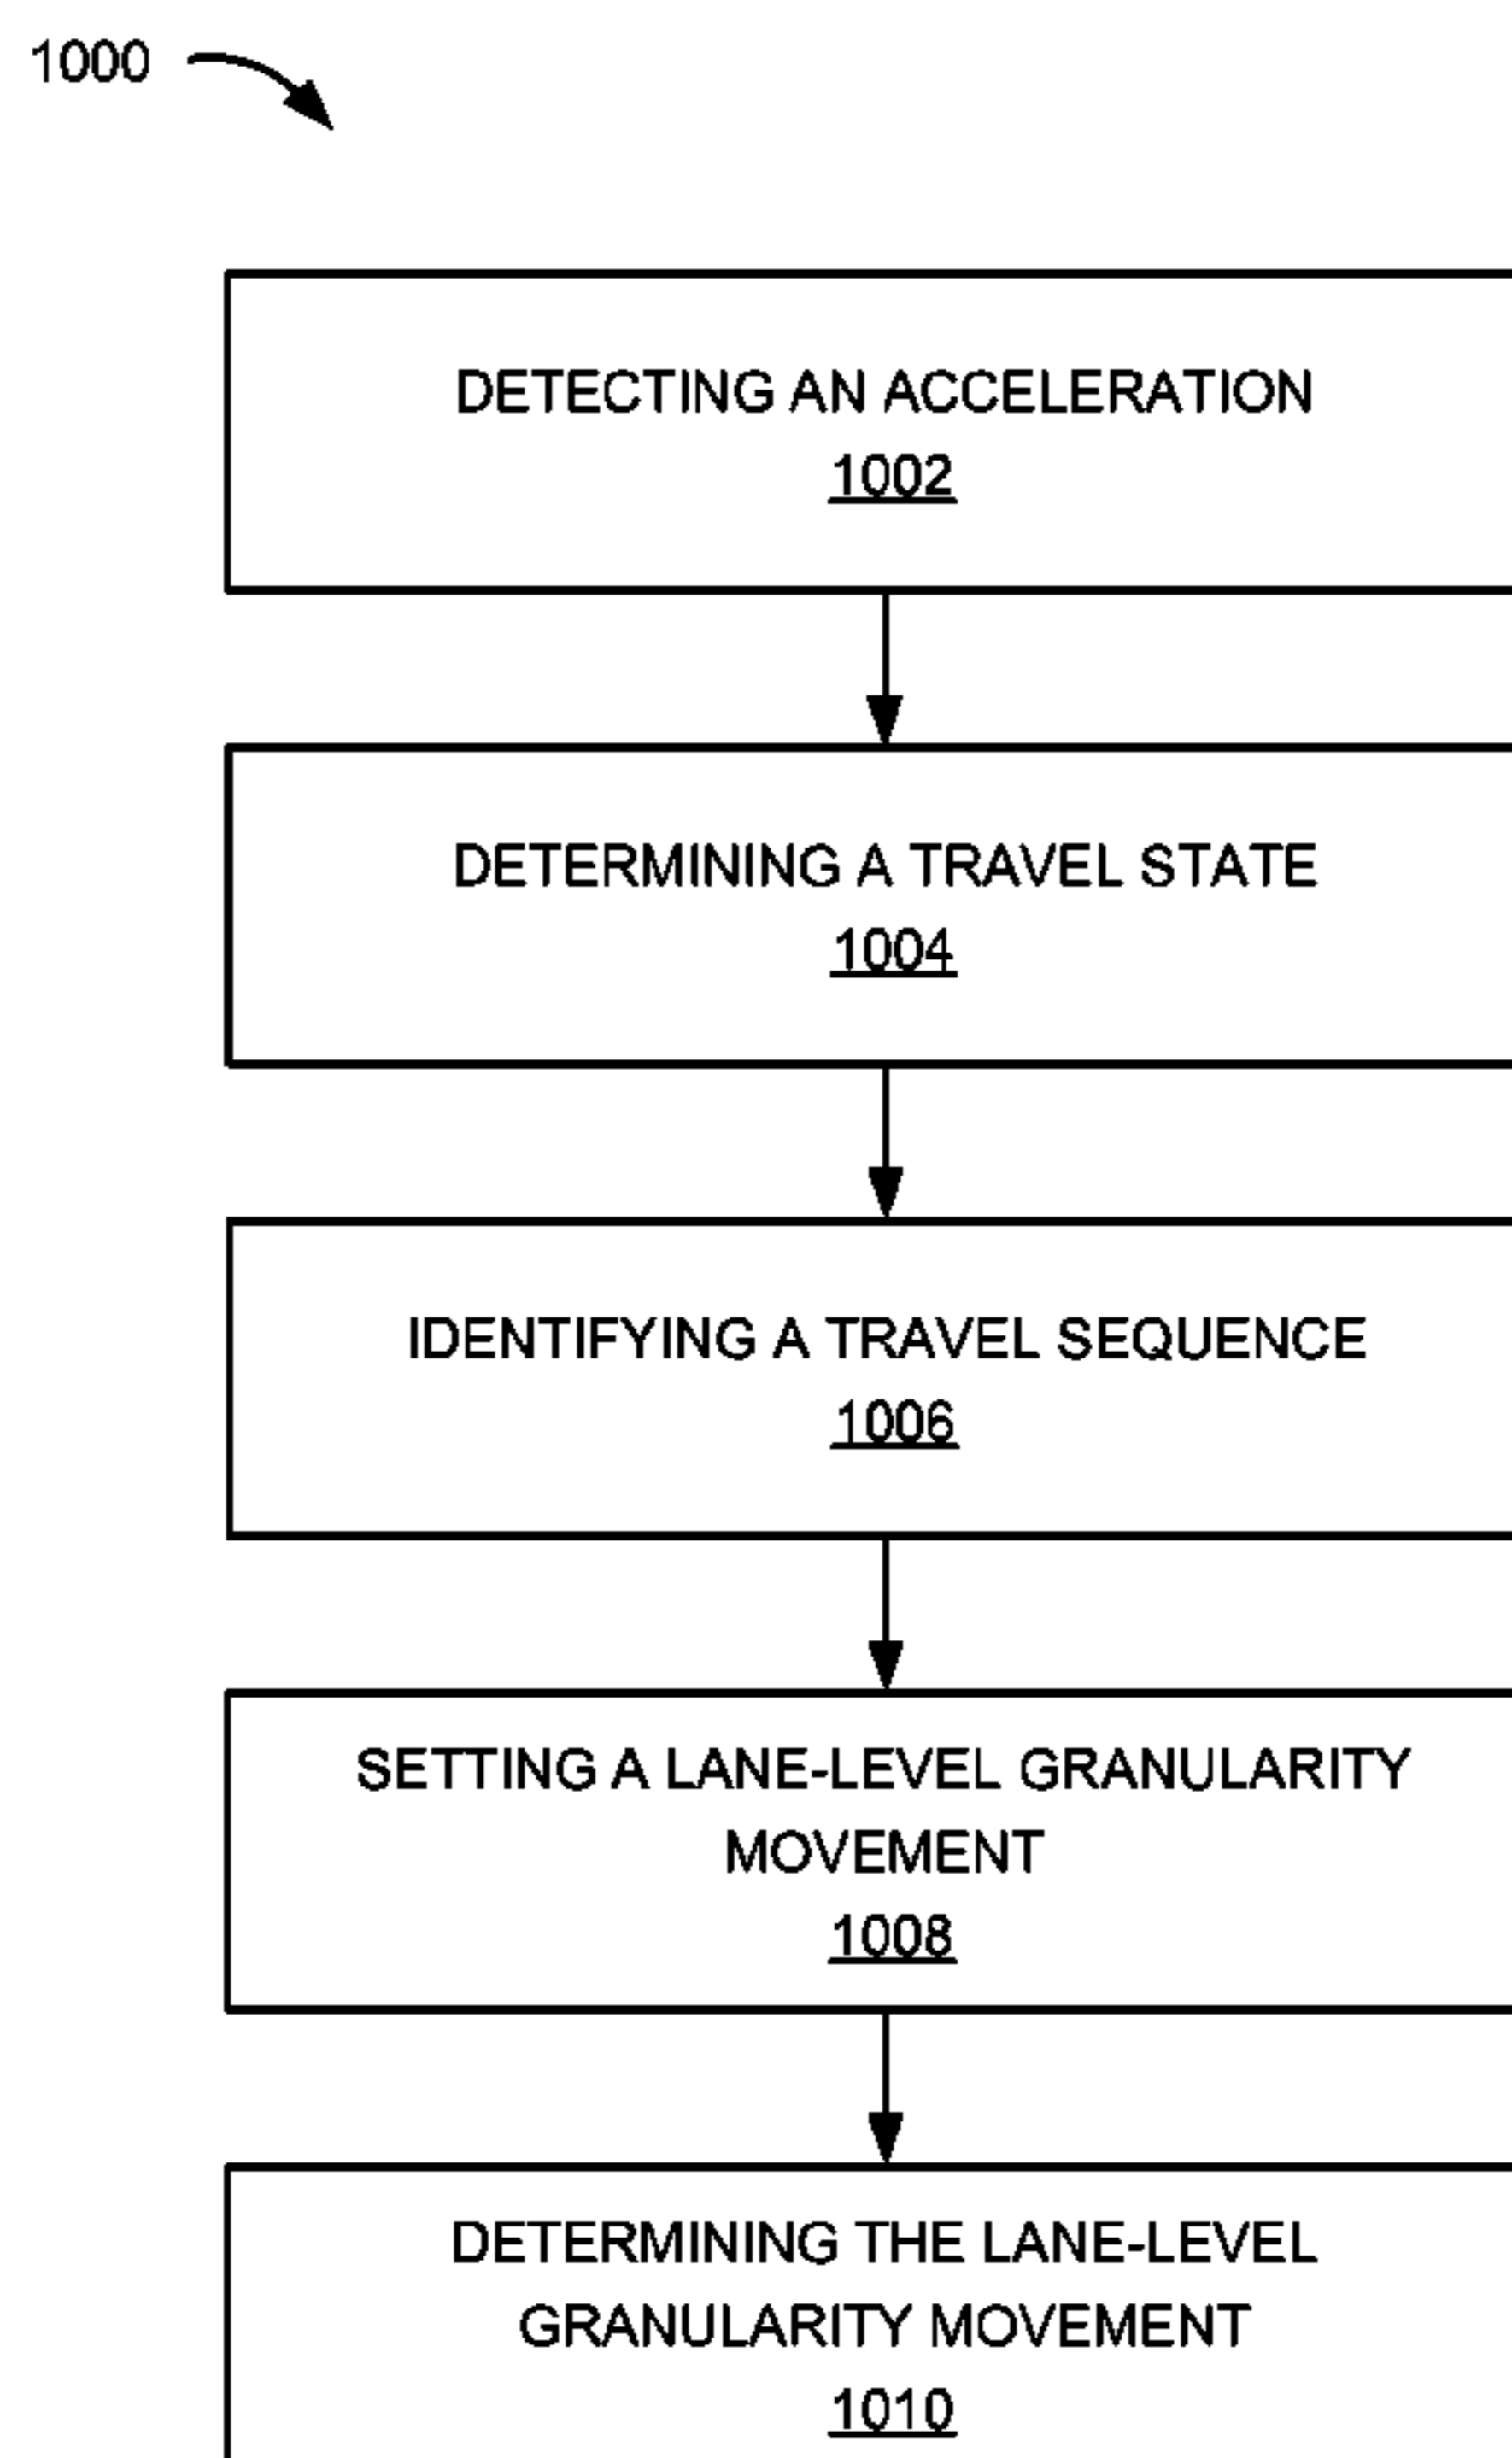 1000
DETECTING AN ACCELERATION
1002
DETERMINING A TRAVEL STATE
1004
IDENTIFYING A TRAVEL SEQUENCE
1006
SETTING A LANE-LEVEL GRANULARITY
MOVEMENT
1008
DETERMINING THE LANE-LEVEL
GRANULARITY MOVEMENT
1010